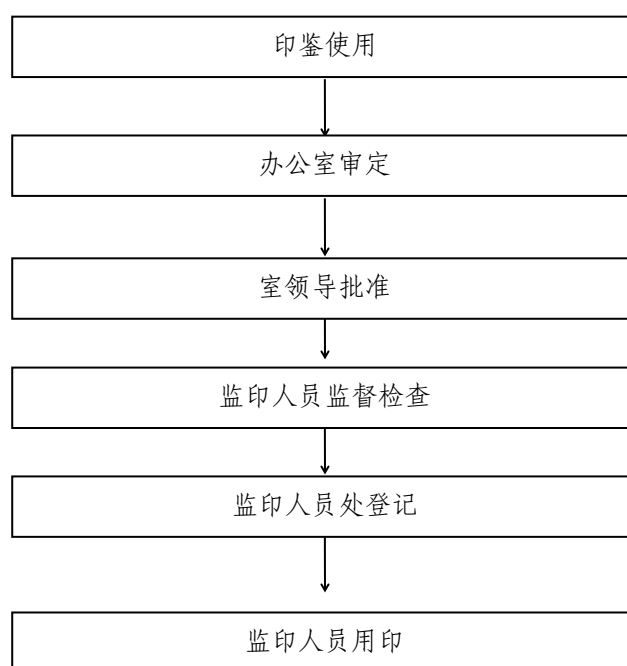 印鉴使用
办公室审定
室领导批准
监印人员监督检查
监印人员处登记
监印人员用印